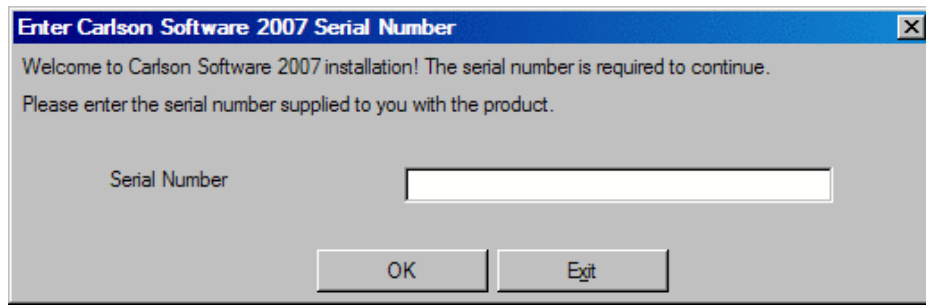 Enter Carlson Software 2007 Serial Number
Welcome to Carlson Software 2007 installation! The serial number is required to continue.
Please enter the serial number supplied to you with the product.
Serial Number
OK Exit